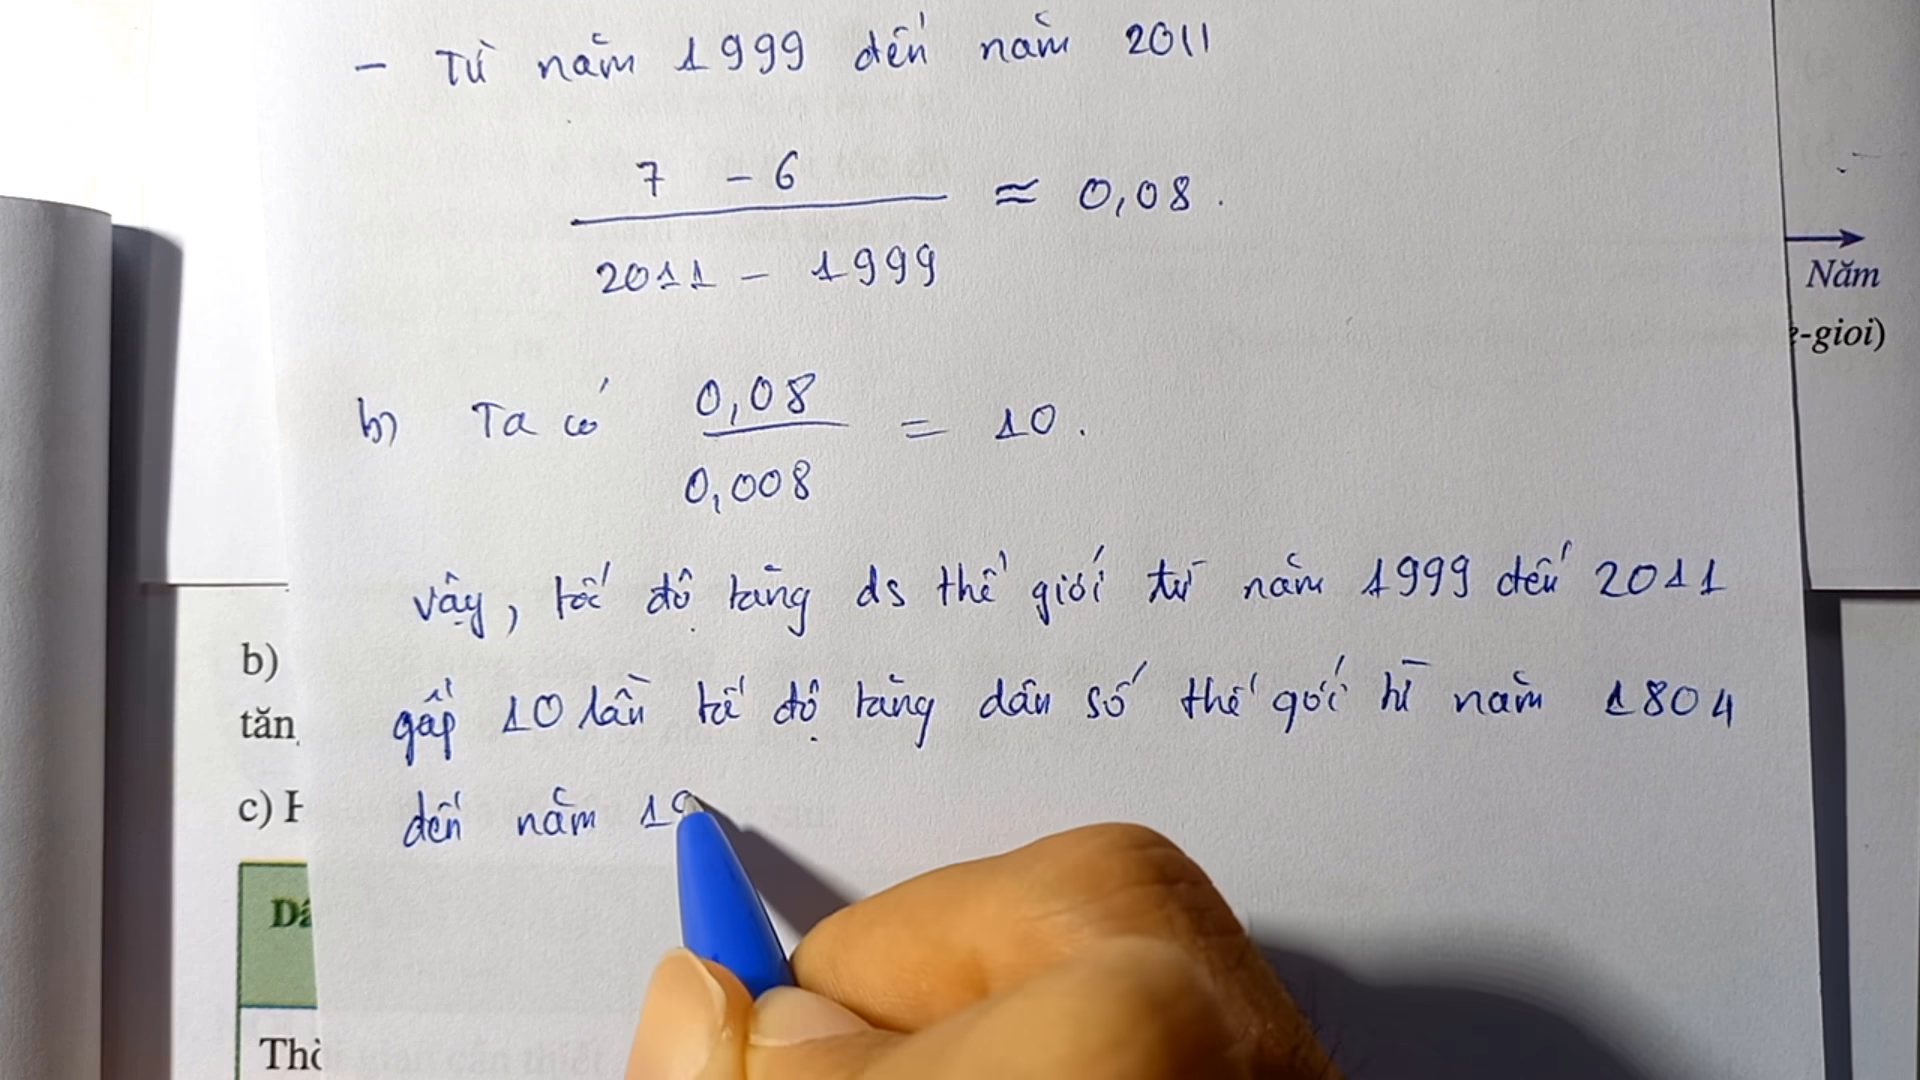 - Từ năm 1999 đến năm 2011
7 - 6
2011 - 1999
≈ 0,08.
Năm
-gioi)
b) Ta có 0,08
0,008
= 10.
Vậy, tốc độ tăng ds thế giới từ năm 1999 đến 2011
b)
gấp 10 lần tốc độ tăng dân số thế giới từ năm 1804
tăn
c) H
đến năm 19
Dâ
Thờ